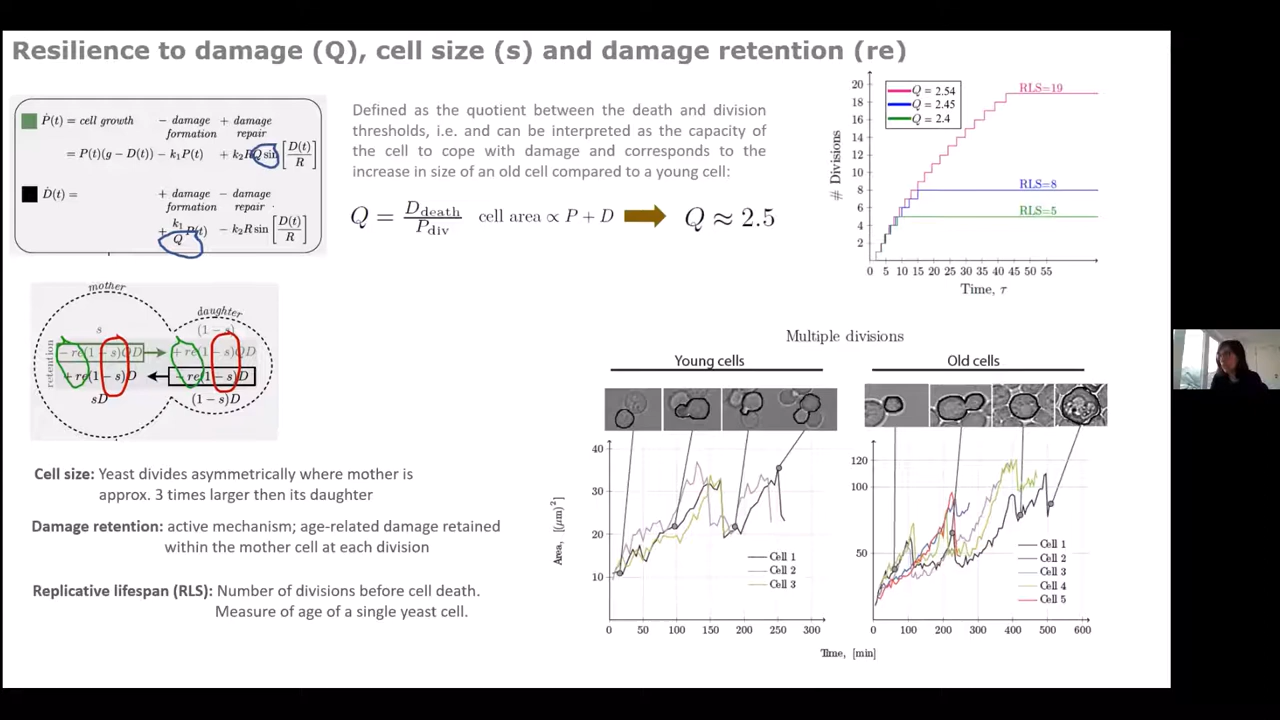 Resilience to damage (Q), cell size (s) and damage retention (re)
Ṗ(t) = cell growth − damage formation + damage repair
= P(t)(g − D(t)) − k₁P(t) + k₂RQ sin [D(t)/R]
Ḋ(t) = + damage formation − damage repair
+ k₁/Q P(t) − k₂R sin [D(t)/R]
Defined as the quotient between the death and division
thresholds, i.e. and can be interpreted as the capacity of
the cell to cope with damage and corresponds to the
increase in size of an old cell compared to a young cell:
Q = D_death/P_div cell area ∝ P + D Q ≈ 2.5
# Divisions
20
18
16
14
12
10
8
6
4
2
Q = 2.54
Q = 2.45
Q = 2.4
RLS=19
RLS=8
RLS=5
0 5 10 15 20 25 30 35 40 45 50 55
Time, τ
mother
daughter
retention
s (1 − s)
− re(1 − s)QD + re(1 − s)QD
+ re(1 − s)D − re(1 − s)D
sD (1 − s)D
Cell size: Yeast divides asymmetrically where mother is
approx. 3 times larger then its daughter
Damage retention: active mechanism; age-related damage retained
within the mother cell at each division
Replicative lifespan (RLS): Number of divisions before cell death.
Measure of age of a single yeast cell.
Multiple divisions
Young cells
Old cells
Area, [(μm)²]
40
30
20
10
Cell 1
Cell 2
Cell 3
0 50 100 150 200 250 300
120
100
50
Cell 1
Cell 2
Cell 3
Cell 4
Cell 5
0 100 200 300 400 500 600
Time, [min]